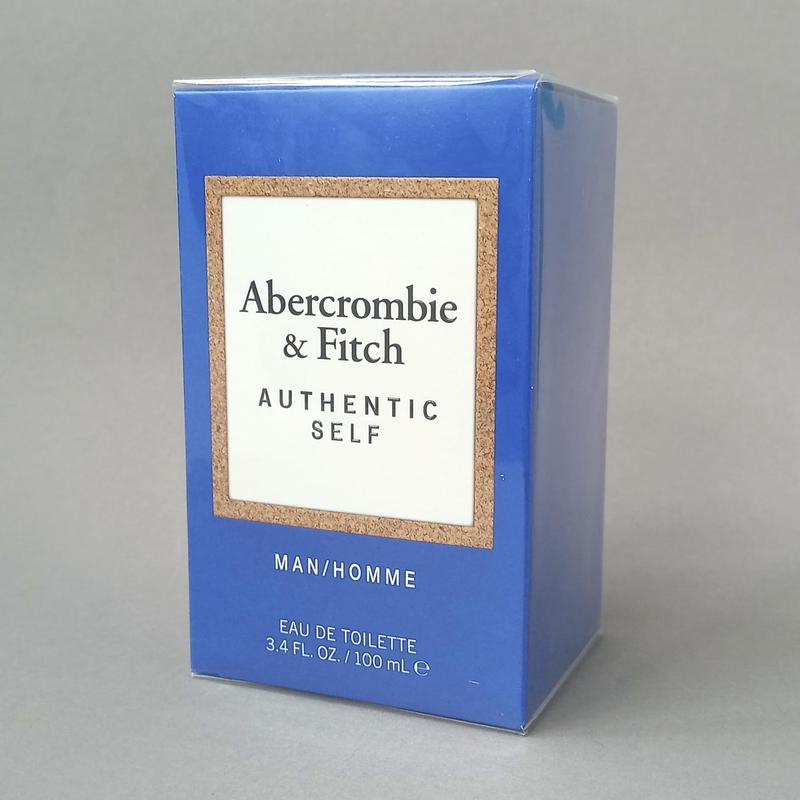 Abercrombie
& Fitch
AUTHENTIC
SELF
MAN/HOMME
EAU DE TOILETTE
3.4 FL. OZ. / 100 mL ℮